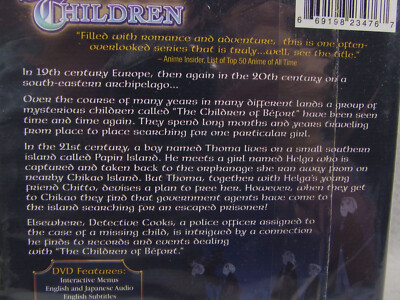 CHILDREN
6 69198 23476 7
"Filled with romance and adventure, this is one often-
overlooked series that is truly...well, see the title."
– Anime Insider, List of Top 50 Anime of All Time
In 19th century Europe, then again in the 20th century on a
south-eastern archipelago...
Over the course of many years in many different lands a group of
mysterious children called "The Children of Béfort" have been seen
time and time again. They spend long months and years traveling
from place to place searching for one particular girl.
In the 21st century, a boy named Thoma lives on a small southern
island called Papin Island. He meets a girl named Helga who is
captured and taken back to the orphanage she ran away from on
nearby Chikao Island. But Thoma, together with Helga's young
friend Chitto, devises a plan to free her. However, when they get
to Chikao they find that government agents have come to
the island searching for an escaped prisoner!
Elsewhere, Detective Cooks, a police officer assigned to
the case of a missing child, is intrigued by a connection
he finds to records and events dealing
with "The Children of Béfort."
DVD Features:
Interactive Menus
English and Japanese Audio
English Subtitles